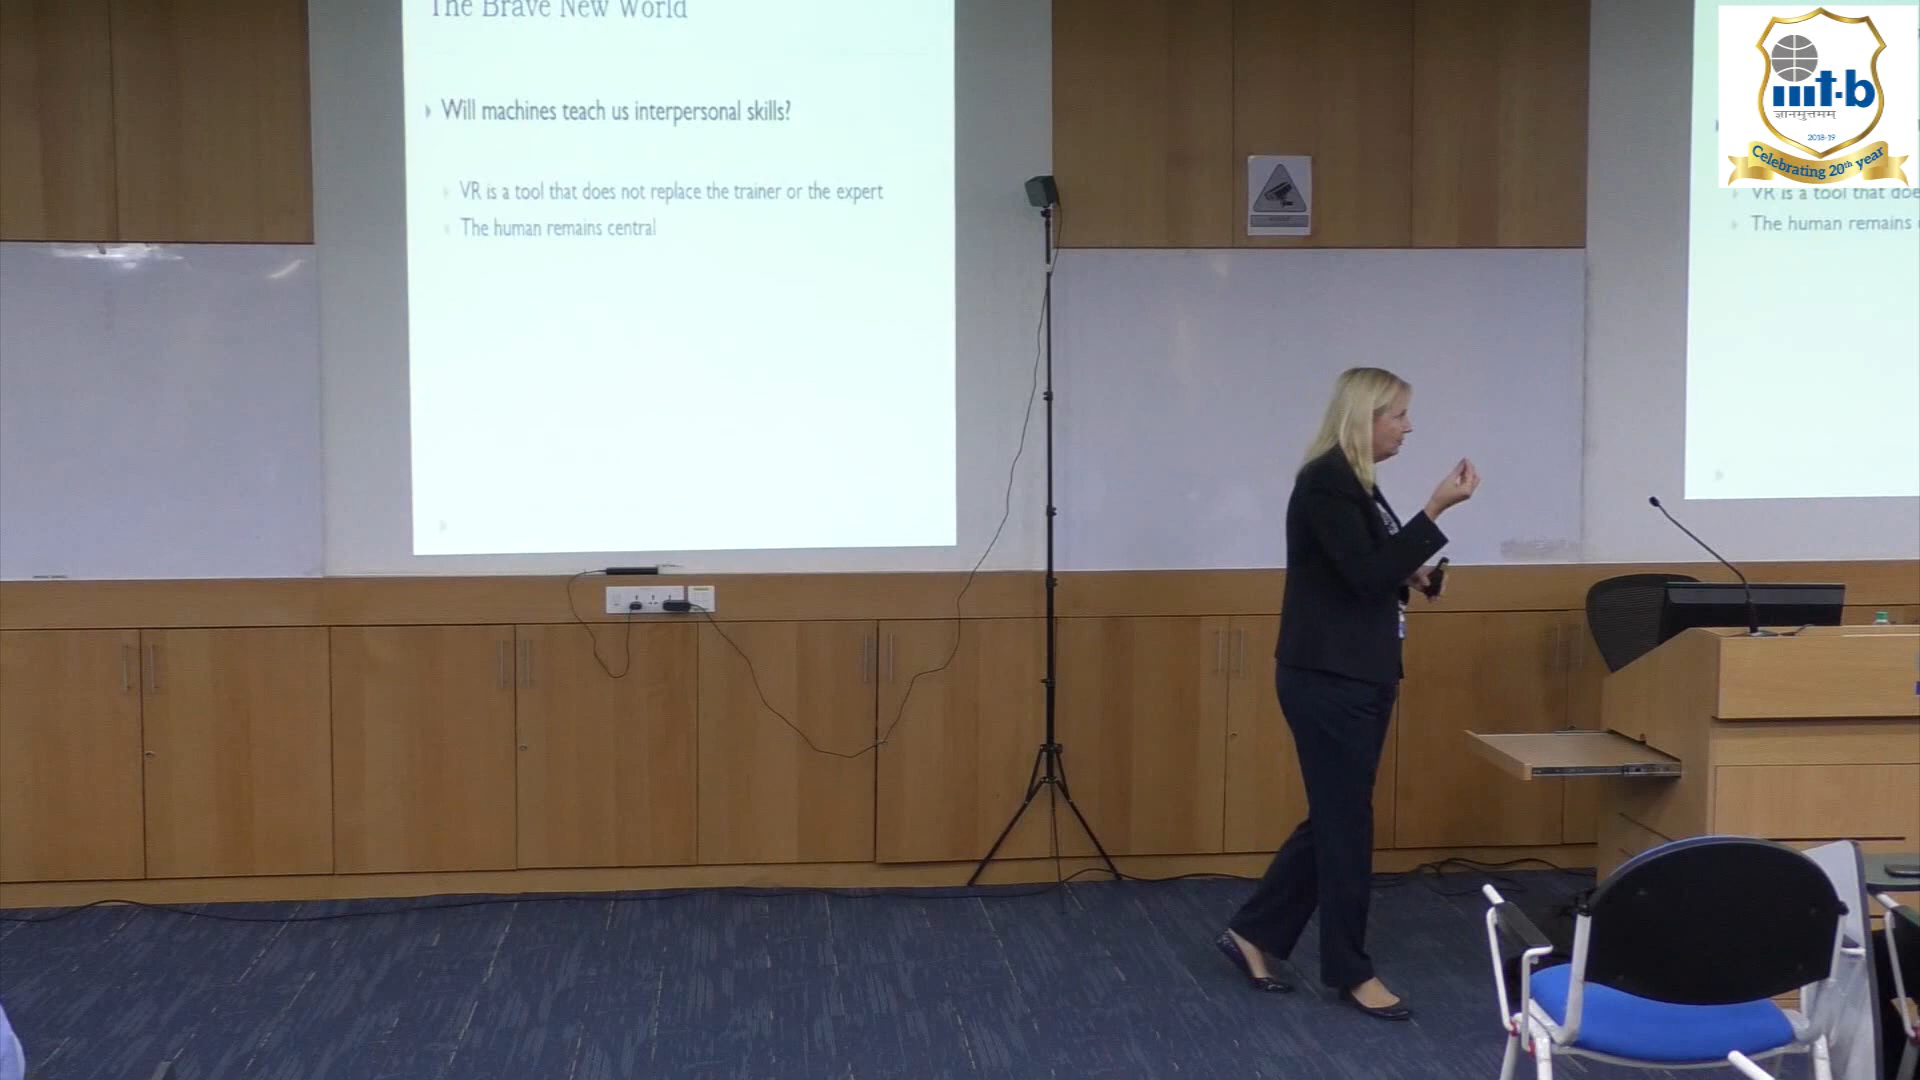 The Brave New World
Will machines teach us interpersonal skills?
VR is a tool that does not replace the trainer or the expert
The human remains central
iiit-b
ज्ञानमुत्तमम्
2018-19
Celebrating 20th year
VR is a tool that doe
The human remains